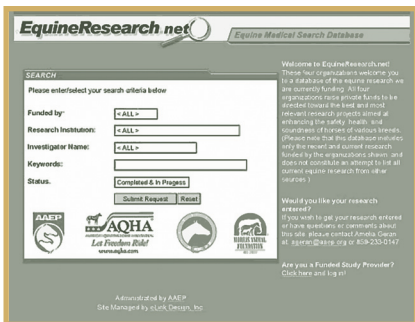 EquineResearch.net
Equine Medical Search Database
SEARCH
Please enter/select your search criteria below
Funded by
< ALL >
Research Institution:
< ALL >
Investigator Name:
< ALL >
Keywords:
Status.
Completed & In Progess
Submit Request
Reset
AAEP
AQHA
Let Freedom Ride!
www.aqha.com
MORRIS ANIMAL
FOUNDATION
Administrated by AAEP
Site Managed by eLink Design, Inc
Welcome to EquineResearch.net!
These four organizations welcome you
to a database of the equine research we
are currently funding. All four
organizations raise private funds to be
directed toward the best and most
relevant research projects aimed at
enhancing the safety, health, and
soundness of horses of various breeds.
(Please note that this database includes
only the recent and current research
funded by the organizations shown, and
does not constitute an attempt to list all
current equine research from other
sources.)
Would you like your research
entered?
If you wish to get your research entered
or have questions or comments about
this site, please contact Amelia
at: 859-233-0147
Are you a Funded Study Provider?
Click here and log in!